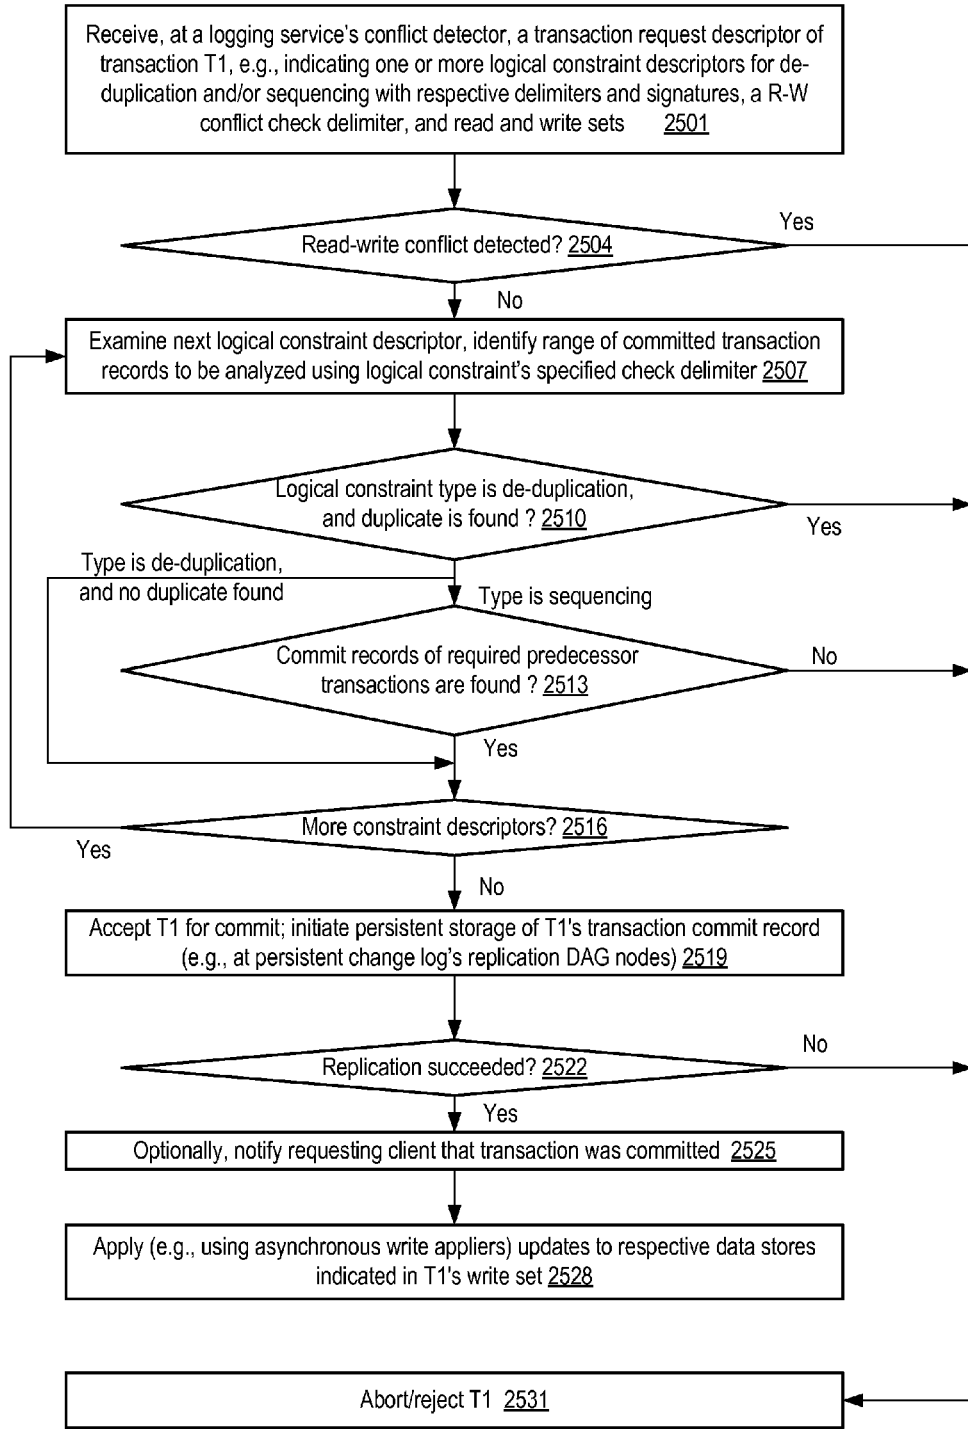 Receive, at a logging service's conflict detector, a transaction request descriptor of
transaction T1, e.g., indicating one or more logical constraint descriptors for de-
duplication and/or sequencing with respective delimiters and signatures, a R-W
conflict check delimiter, and read and write sets 2501
Yes
Read-write conflict detected? 2504
No
Examine next logical constraint descriptor, identify range of committed transaction
records to be analyzed using logical constraint's specified check delimiter 2507
Logical constraint type is de-duplication,
and duplicate is found ? 2510
Yes
Type is de-duplication,
and no duplicate found
Type is sequencing
Commit records of required predecessor
transactions are found ? 2513
No
Yes
More constraint descriptors? 2516
Yes
No
Accept T1 for commit; initiate persistent storage of T1's transaction commit record
(e.g., at persistent change log's replication DAG nodes) 2519
No
Replication succeeded? 2522
Yes
Optionally, notify requesting client that transaction was committed 2525
Apply (e.g., using asynchronous write appliers) updates to respective data stores
indicated in T1's write set 2528
Abort/reject T1 2531